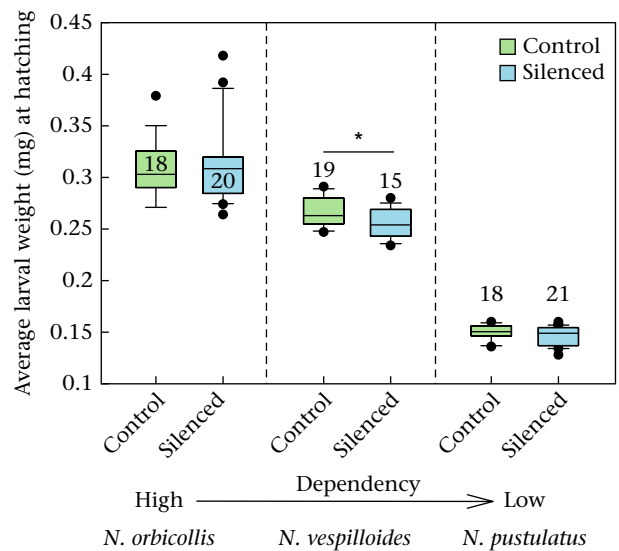 Average larval weight (mg) at hatching
0.45
0.4
0.35
0.3
0.25
0.2
0.15
0.1
Control
Silenced
18
20
*
19
15
18
21
Control
Silenced
Control
Silenced
Control
Silenced
Dependency
High
Low
N. orbicollis
N. vespilloides
N. pustulatus